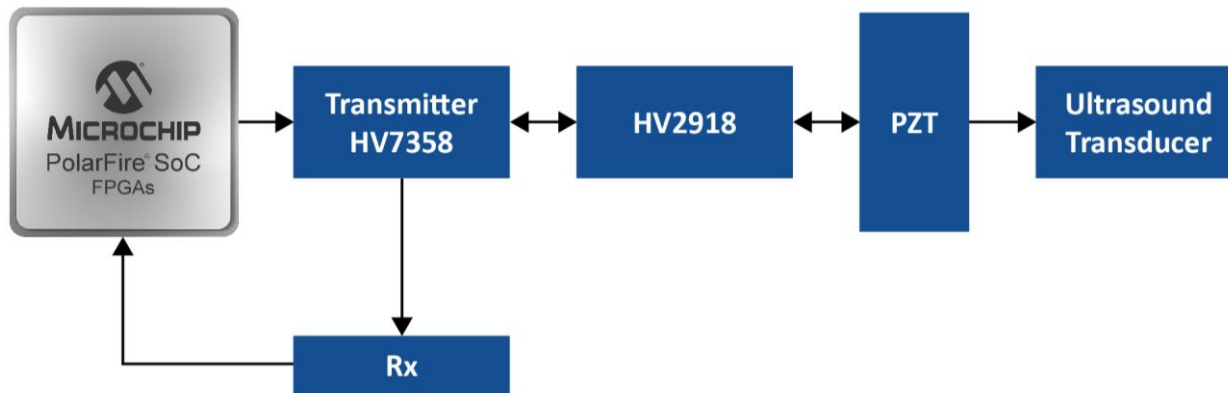 MICROCHIP
PolarFire® SoC
FPGAs
Transmitter
HV7358
HV2918
PZT
Ultrasound
Transducer
Rx